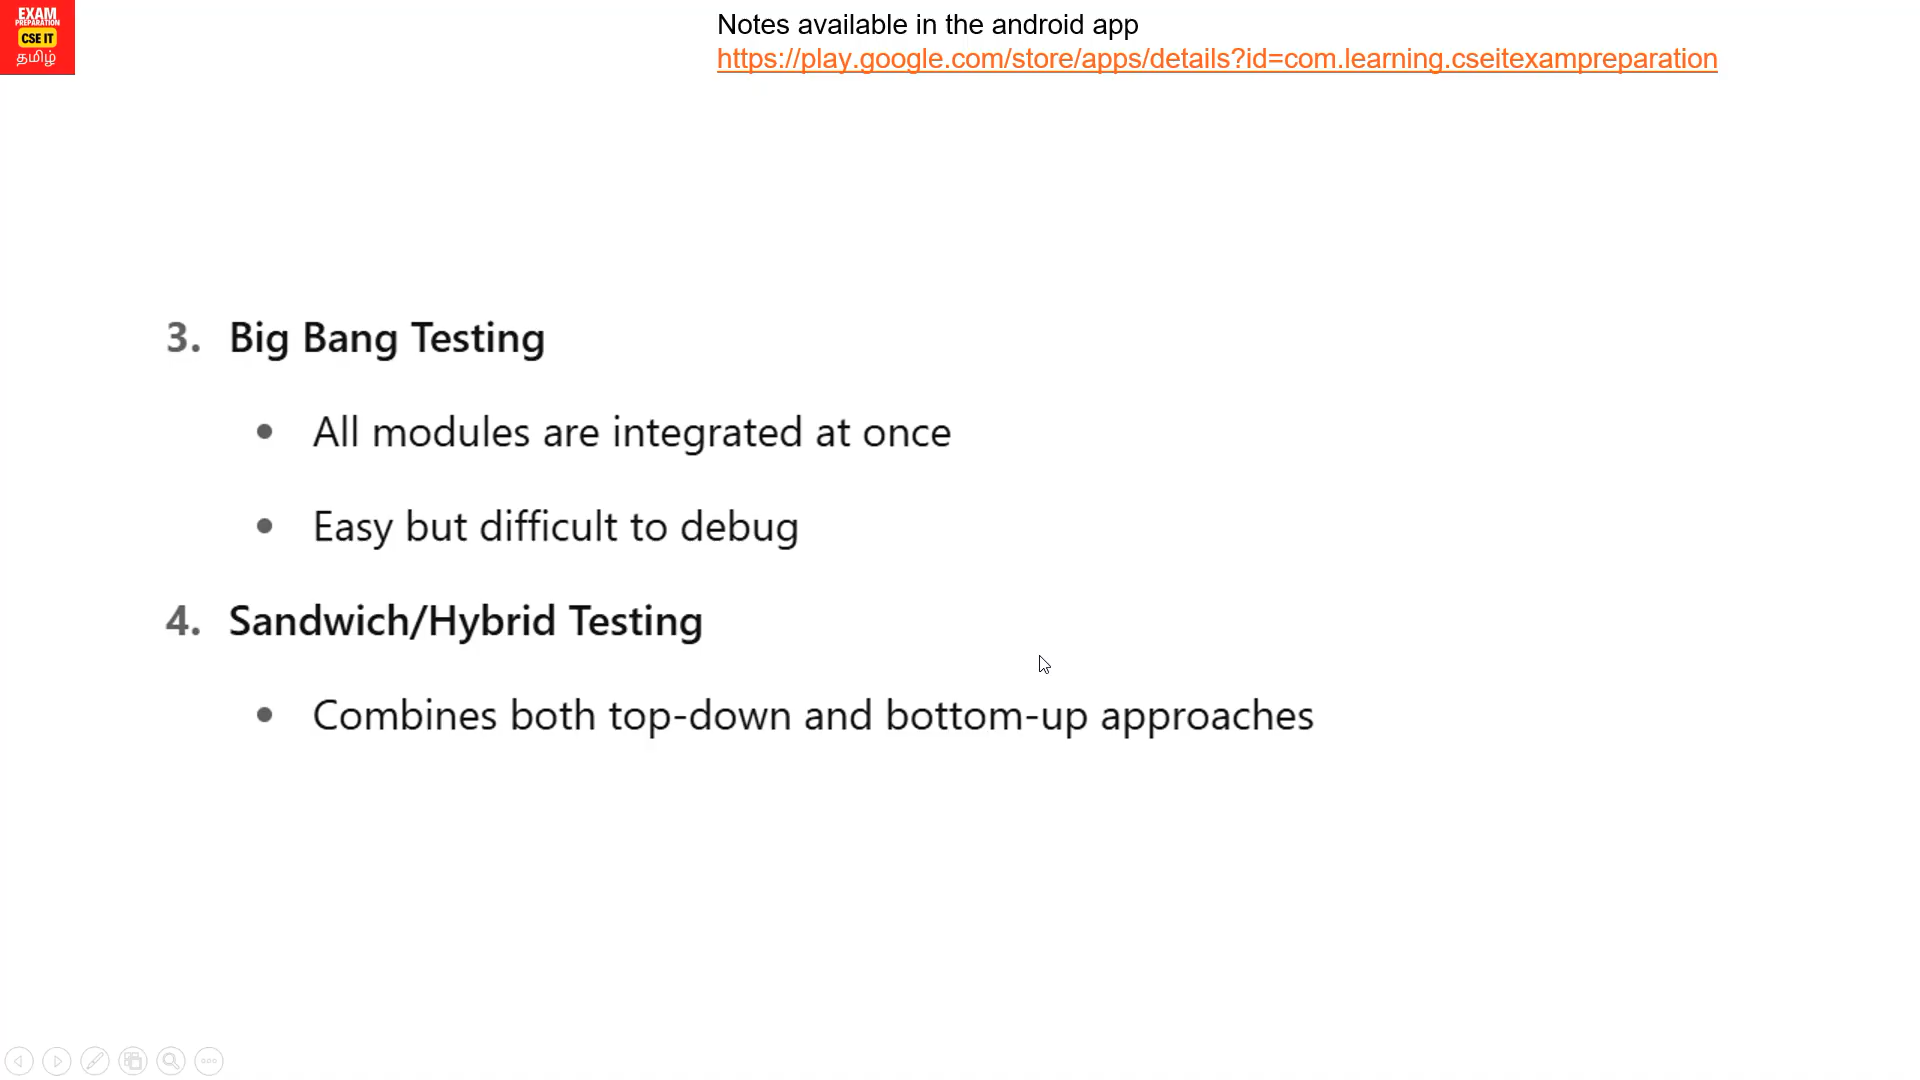 EXAM
PREPARATION
CSE IT
தமிழ்
Notes available in the android app
https://play.google.com/store/apps/details?id=com.learning.cseitexampreparation
3. Big Bang Testing
• All modules are integrated at once
• Easy but difficult to debug
4. Sandwich/Hybrid Testing
• Combines both top-down and bottom-up approaches